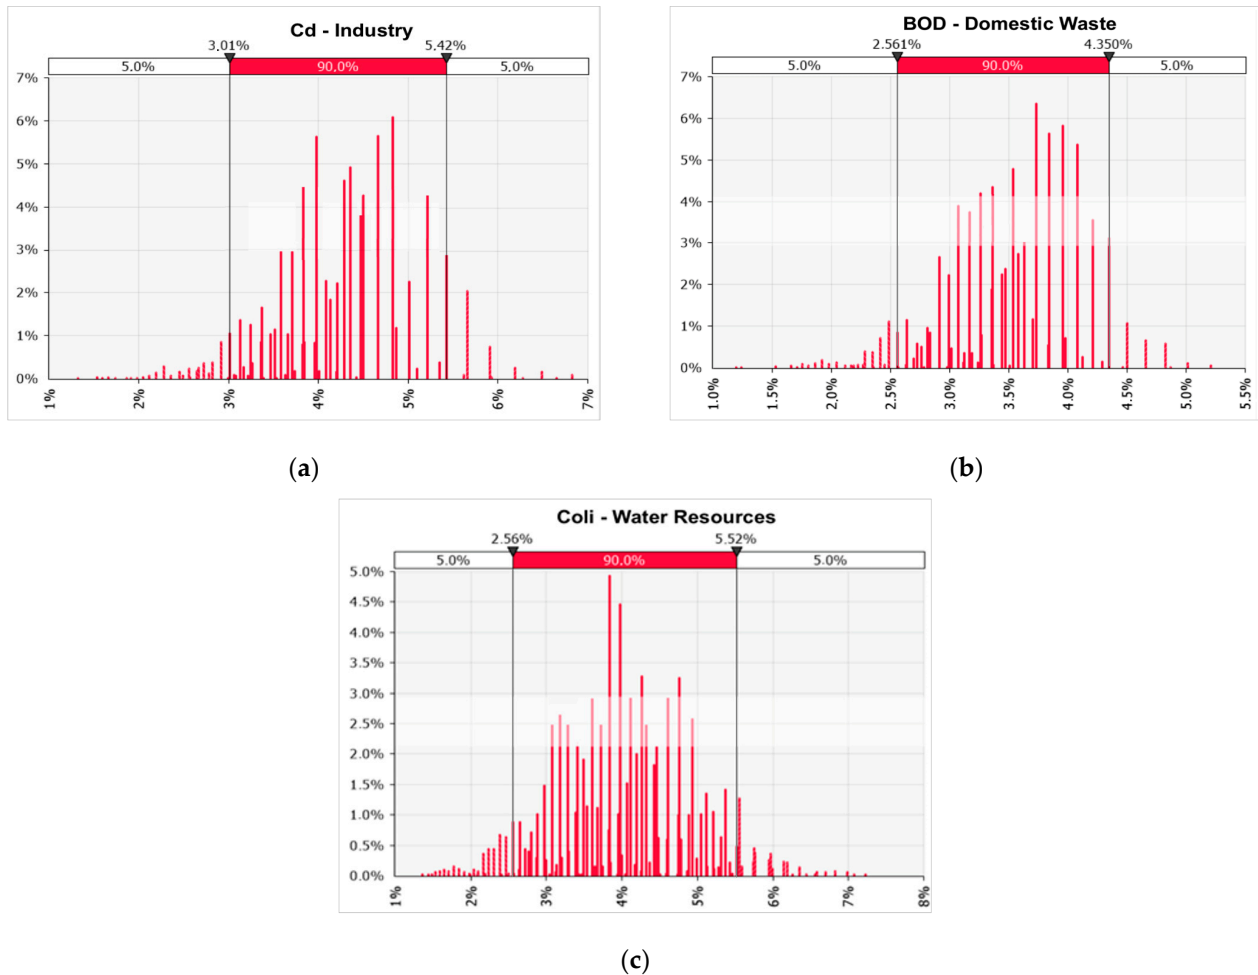 Cd - Industry
3.01% 5.42%
5.0% 90.0% 5.0%
7%
6%
5%
4%
3%
2%
1%
0%
1% 2% 3% 4% 5% 6% 7%
(a)
BOD - Domestic Waste
2.561% 4.350%
5.0% 90.0% 5.0%
7%
6%
5%
4%
3%
2%
1%
0%
1.0% 1.5% 2.0% 2.5% 3.0% 3.5% 4.0% 4.5% 5.0% 5.5%
(b)
Coli - Water Resources
2.56% 5.52%
5.0% 90.0% 5.0%
5.0%
4.5%
4.0%
3.5%
3.0%
2.5%
2.0%
1.5%
1.0%
0.5%
0.0%
1% 2% 3% 4% 5% 6% 7% 8%
(c)